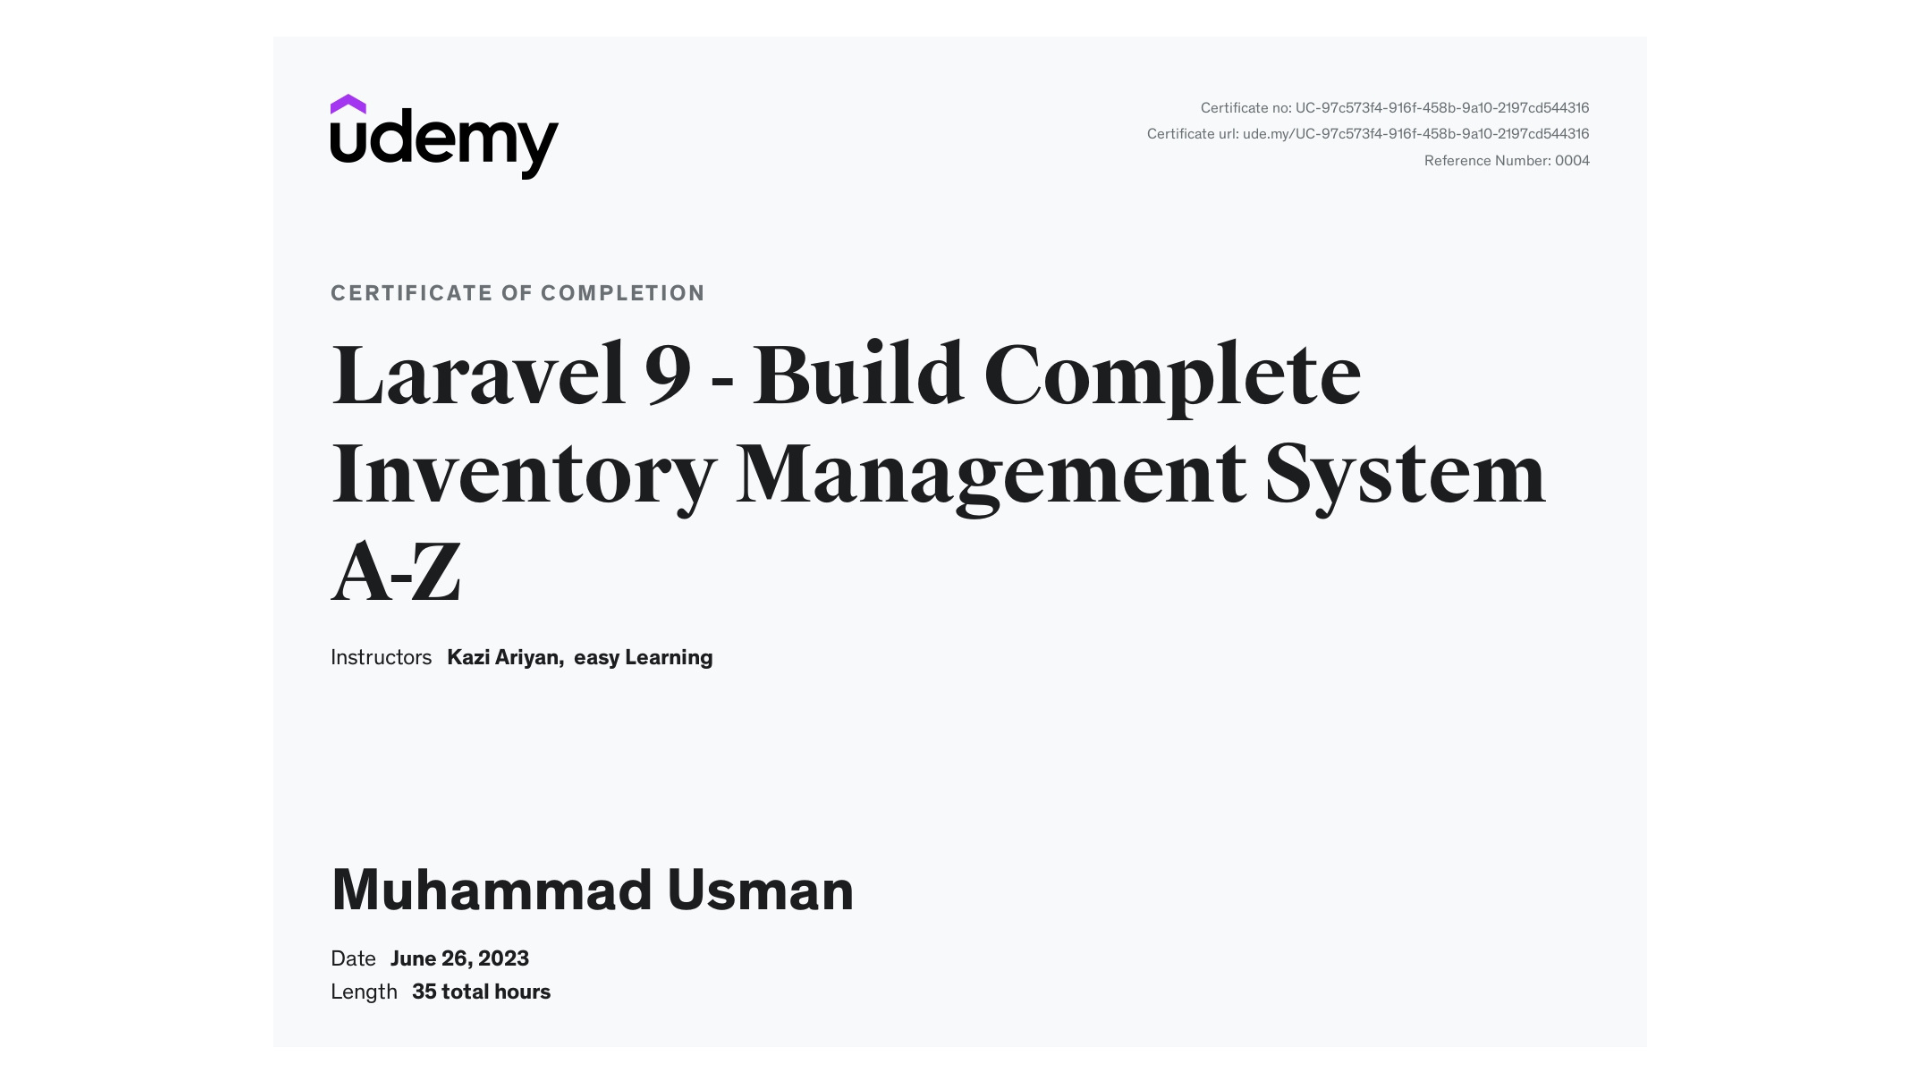 udemy
Certificate no: UC-97c573f4-916f-458b-9a10-2197cd544316
Certificate url: ude.my/UC-97c573f4-916f-458b-9a10-2197cd544316
Reference Number: 0004
CERTIFICATE OF COMPLETION
Laravel 9 - Build Complete
Inventory Management System
A-Z
Instructors Kazi Ariyan, easy Learning
Muhammad Usman
Date June 26, 2023
Length 35 total hours